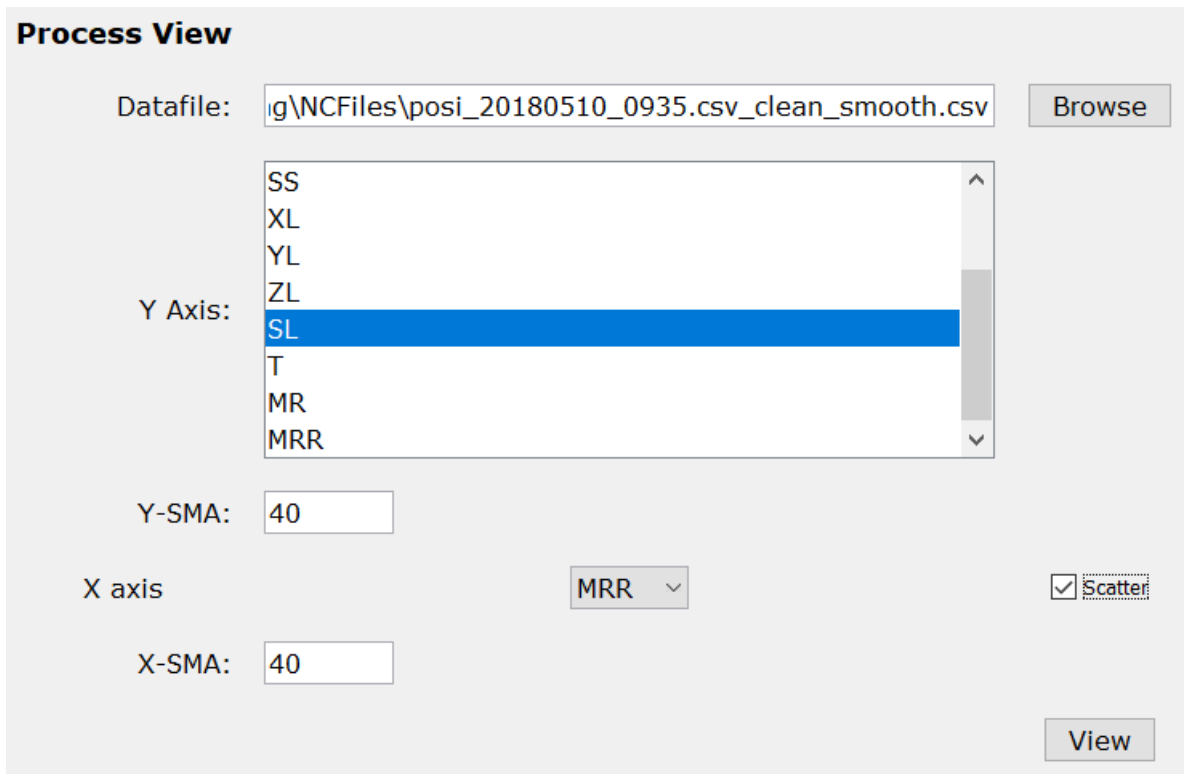 Process View
Datafile: ıg\NCFiles\posi_20180510_0935.csv_clean_smooth.csv Browse
Y Axis:
SS
XL
YL
ZL
SL
T
MR
MRR
Y-SMA: 40
X axis MRR Scatter
X-SMA: 40
View